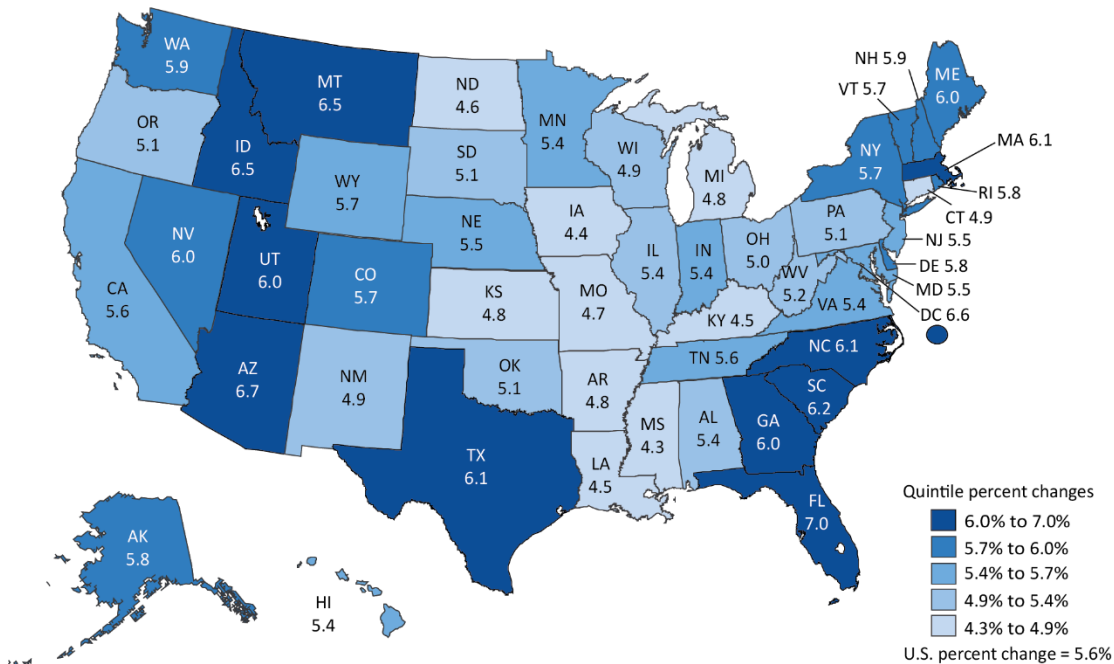 WA
5.9
MT
6.5
ND
4.6
MN
5.4
NH 5.9
ME
6.0
VT 5.7
OR
5.1
ID
6.5
SD
5.1
WI
4.9
MI
4.8
NY
5.7
MA 6.1
RI 5.8
CT 4.9
WY
5.7
IA
4.4
PA
5.1
NJ 5.5
NE
5.5
NV
6.0
UT
6.0
CO
5.7
IL
5.4
IN
5.4
OH
5.0
WV
5.2
DE 5.8
MD 5.5
DC 6.6
CA
5.6
KS
4.8
MO
4.7
KY 4.5
VA 5.4
AZ
6.7
NM
4.9
OK
5.1
AR
4.8
TN 5.6
NC 6.1
SC
6.2
TX
6.1
LA
4.5
MS
4.3
AL
5.4
GA
6.0
FL
7.0
AK
5.8
HI
5.4
Quintile percent changes
6.0% to 7.0%
5.7% to 6.0%
5.4% to 5.7%
4.9% to 5.4%
4.3% to 4.9%
U.S. percent change = 5.6%